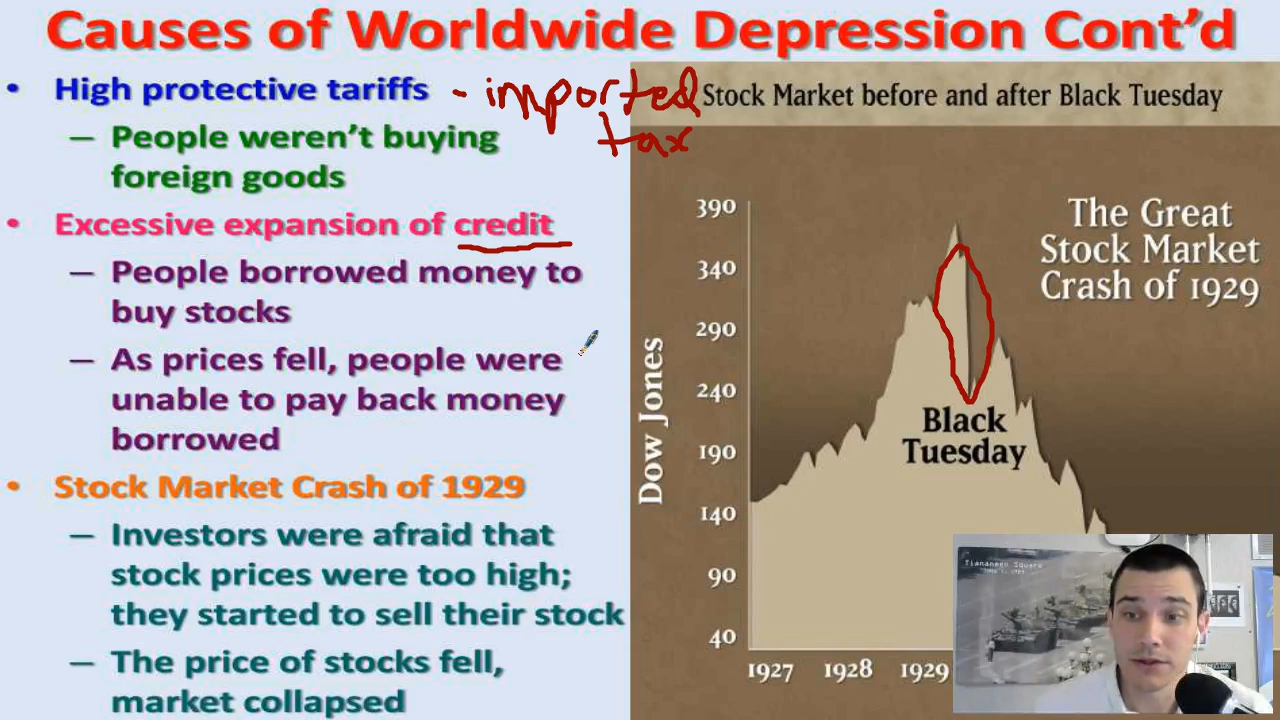 Causes of Worldwide Depression Cont'd
• High protective tariffs - imported
tax
– People weren't buying
foreign goods
• Excessive expansion of credit
– People borrowed money to
buy stocks
– As prices fell, people were
unable to pay back money
borrowed
• Stock Market Crash of 1929
– Investors were afraid that
stock prices were too high;
they started to sell their stock
– The price of stocks fell,
market collapsed
Stock Market before and after Black Tuesday
The Great
Stock Market
Crash of 1929
Dow Jones
390
340
290
240
190
140
90
40
Black
Tuesday
1927 1928 1929
Tiananmen Square